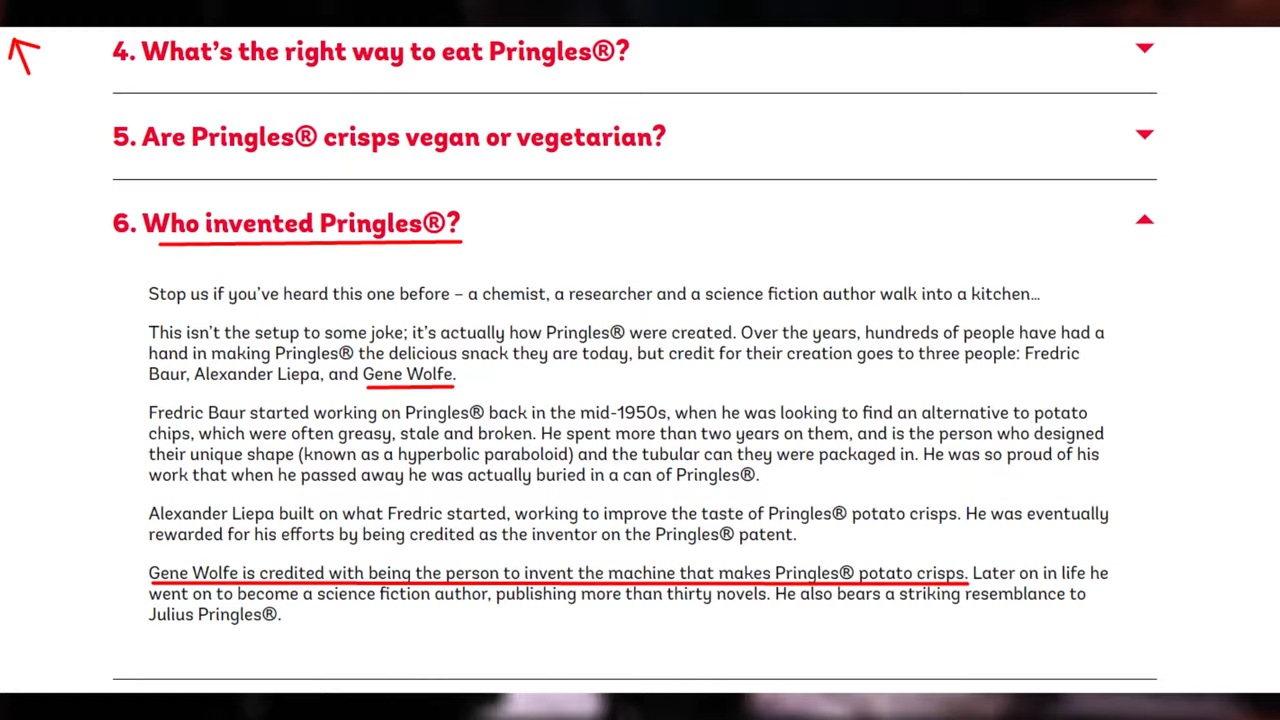 4. What's the right way to eat Pringles®?
5. Are Pringles® crisps vegan or vegetarian?
6. Who invented Pringles®?
Stop us if you've heard this one before – a chemist, a researcher and a science fiction author walk into a kitchen...
This isn't the setup to some joke; it's actually how Pringles® were created. Over the years, hundreds of people have had a
hand in making Pringles® the delicious snack they are today, but credit for their creation goes to three people: Fredric
Baur, Alexander Liepa, and Gene Wolfe.
Fredric Baur started working on Pringles® back in the mid-1950s, when he was looking to find an alternative to potato
chips, which were often greasy, stale and broken. He spent more than two years on them, and is the person who designed
their unique shape (known as a hyperbolic paraboloid) and the tubular can they were packaged in. He was so proud of his
work that when he passed away he was actually buried in a can of Pringles®.
Alexander Liepa built on what Fredric started, working to improve the taste of Pringles® potato crisps. He was eventually
rewarded for his efforts by being credited as the inventor on the Pringles® patent.
Gene Wolfe is credited with being the person to invent the machine that makes Pringles® potato crisps. Later on in life he
went on to become a science fiction author, publishing more than thirty novels. He also bears a striking resemblance to
Julius Pringles®.